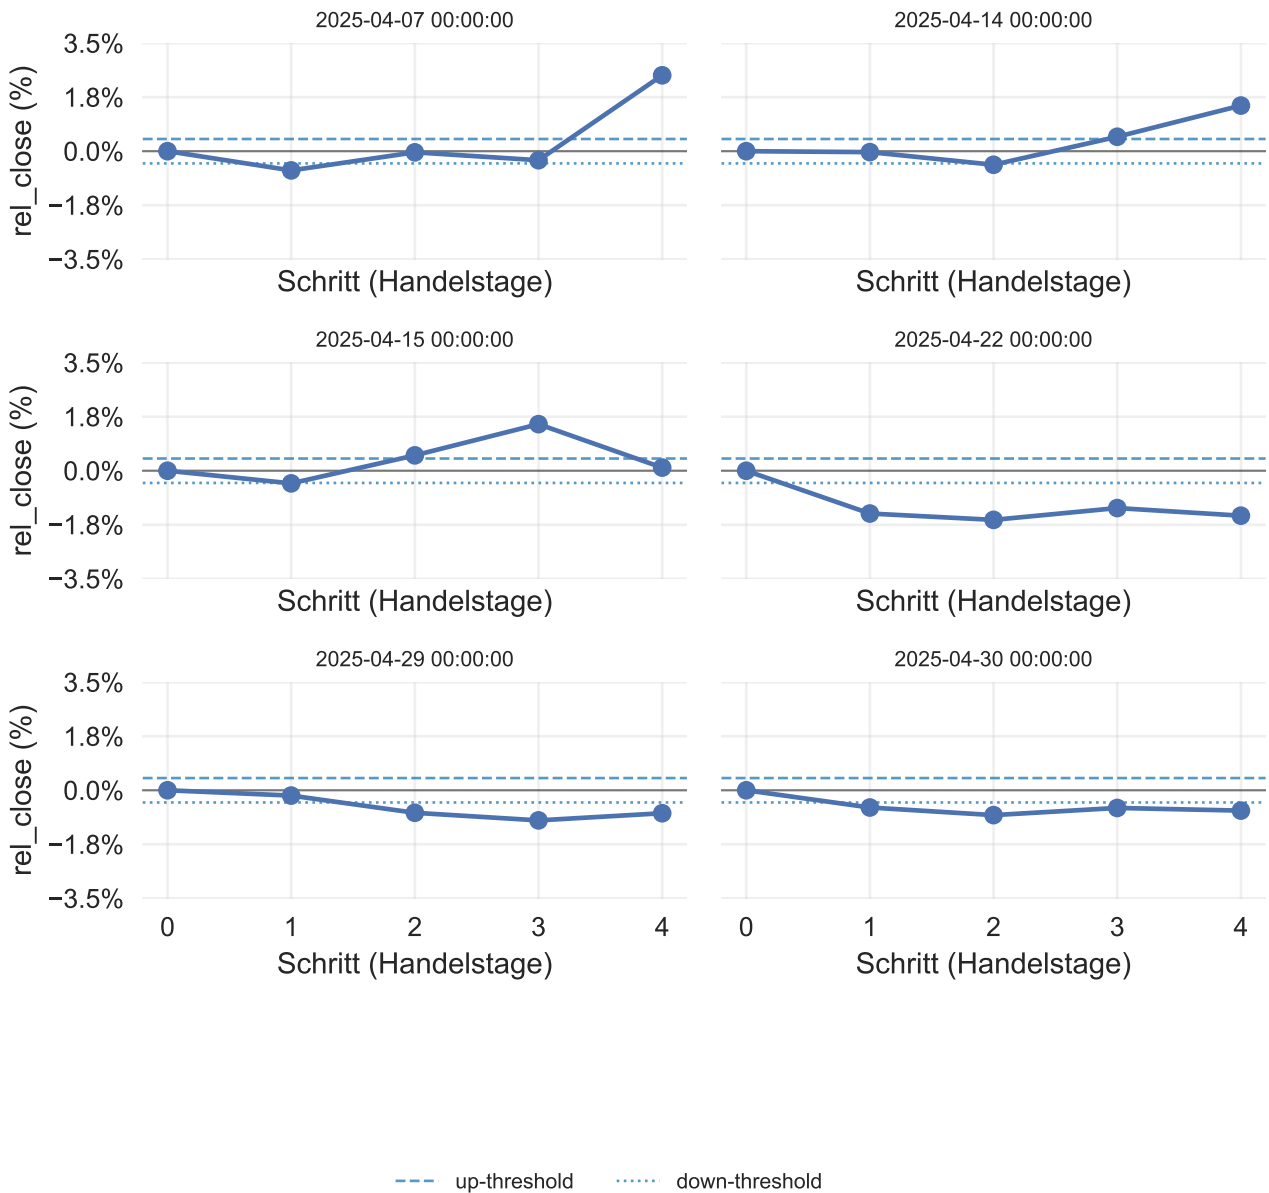 2025-04-07 00:00:00
2025-04-14 00:00:00
rel_close (%)
3.5%
1.8%
0.0%
−1.8%
−3.5%
Schritt (Handelstage)
Schritt (Handelstage)
2025-04-15 00:00:00
2025-04-22 00:00:00
rel_close (%)
3.5%
1.8%
0.0%
−1.8%
−3.5%
Schritt (Handelstage)
Schritt (Handelstage)
2025-04-29 00:00:00
2025-04-30 00:00:00
rel_close (%)
3.5%
1.8%
0.0%
−1.8%
−3.5%
0 1 2 3 4
0 1 2 3 4
Schritt (Handelstage)
Schritt (Handelstage)
up-threshold
down-threshold